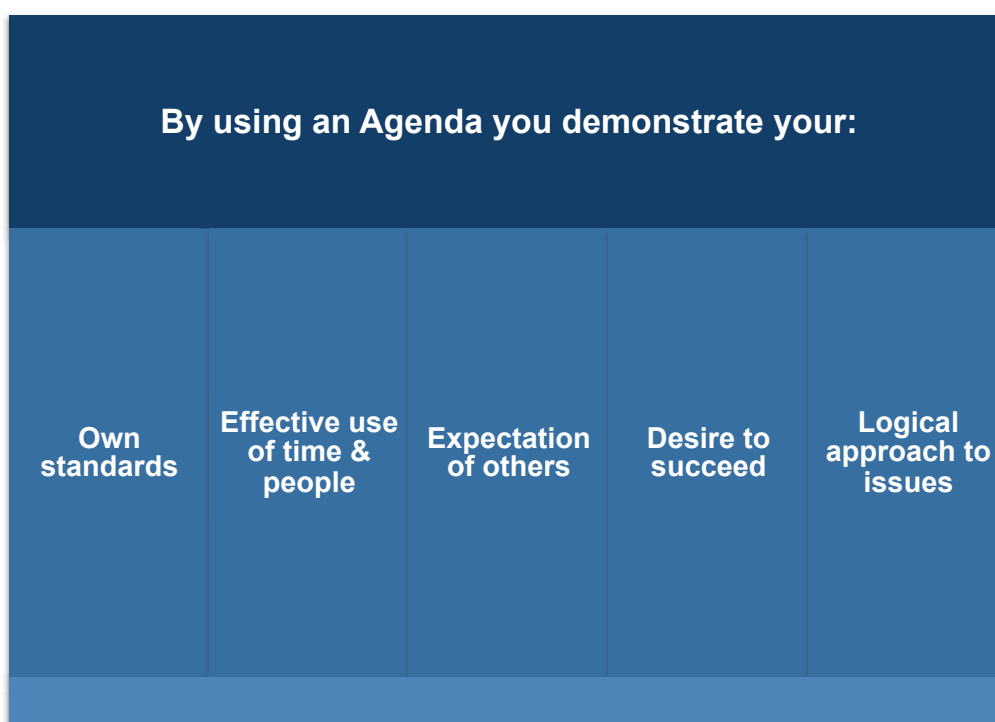 By using an Agenda you demonstrate your:
Own
standards
Effective use
of time &
people
Expectation
of others
Desire to
succeed
Logical
approach to
issues